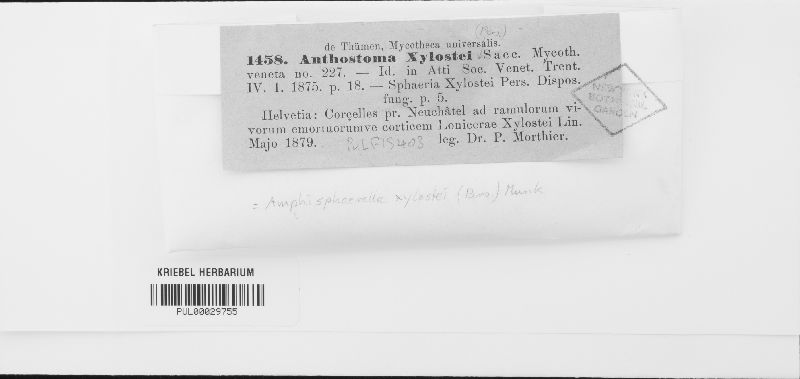 de Thümen, Mycotheca universalis.
(Pers.)
1458. Anthostoma Xylostei Sacc. Mycoth.
veneta no. 227. — Id. in Atti Soc. Venet. Trent.
IV. I. 1875. p. 18. — Sphaeria Xylostei Pers. Dispos.
fung. p. 5.
Helvetia: Corçelles pr. Neuchâtel ad ramulorum vi-
vorum emortuorumve corticem Lonicerae Xylostei Lin.
Majo 1879. PUL F15403 leg. Dr. P. Morthier.
NEW YORK
BOTANICAL
GARDEN
= Amphisphaerella xylostei (Pers.) Munk
KRIEBEL HERBARIUM
PUL00029755